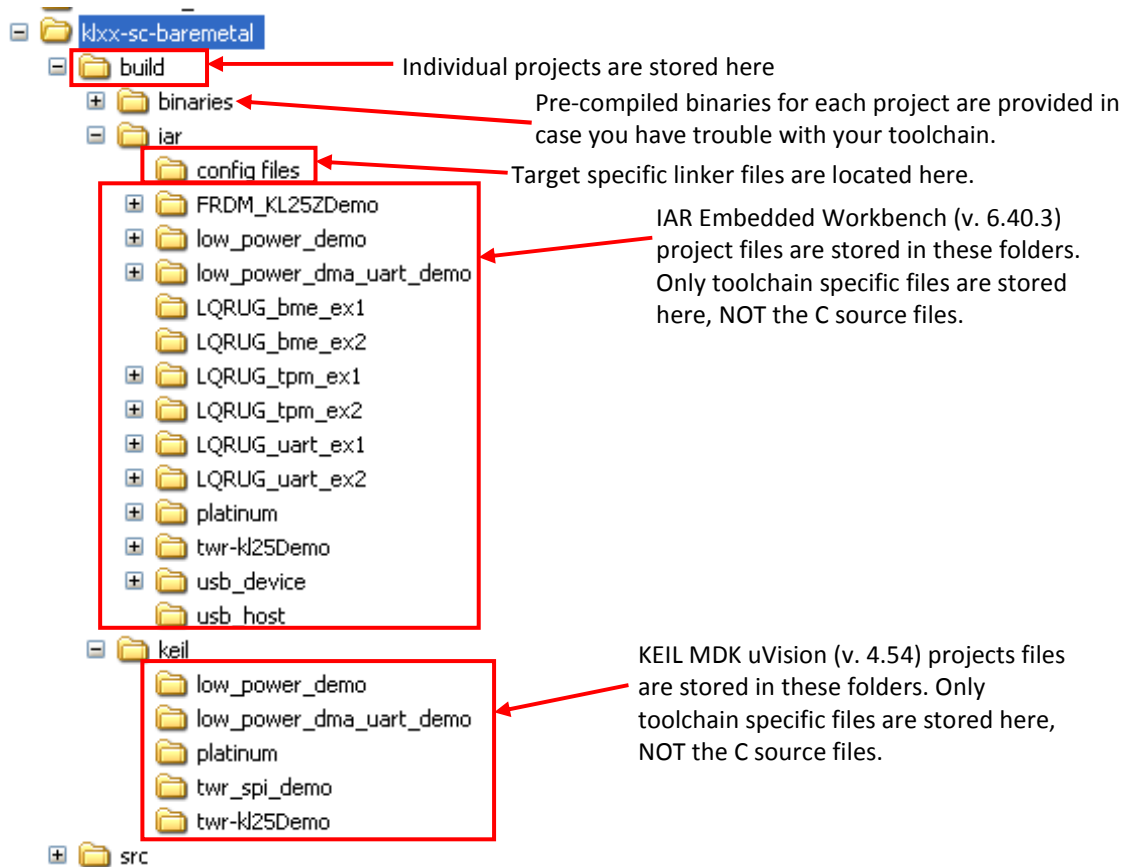 klxx-sc-baremetal
build
Individual projects are stored here
binaries
Pre-compiled binaries for each project are provided in
case you have trouble with your toolchain.
iar
config files
Target specific linker files are located here.
FRDM_KL25ZDemo
low_power_demo
low_power_dma_uart_demo
LQRUG_bme_ex1
LQRUG_bme_ex2
LQRUG_tpm_ex1
LQRUG_tpm_ex2
LQRUG_uart_ex1
LQRUG_uart_ex2
platinum
twr-kl25Demo
usb_device
usb_host
IAR Embedded Workbench (v. 6.40.3)
project files are stored in these folders.
Only toolchain specific files are stored
here, NOT the C source files.
keil
low_power_demo
low_power_dma_uart_demo
platinum
twr_spi_demo
twr-kl25Demo
KEIL MDK uVision (v. 4.54) projects files
are stored in these folders. Only
toolchain specific files are stored here,
NOT the C source files.
src